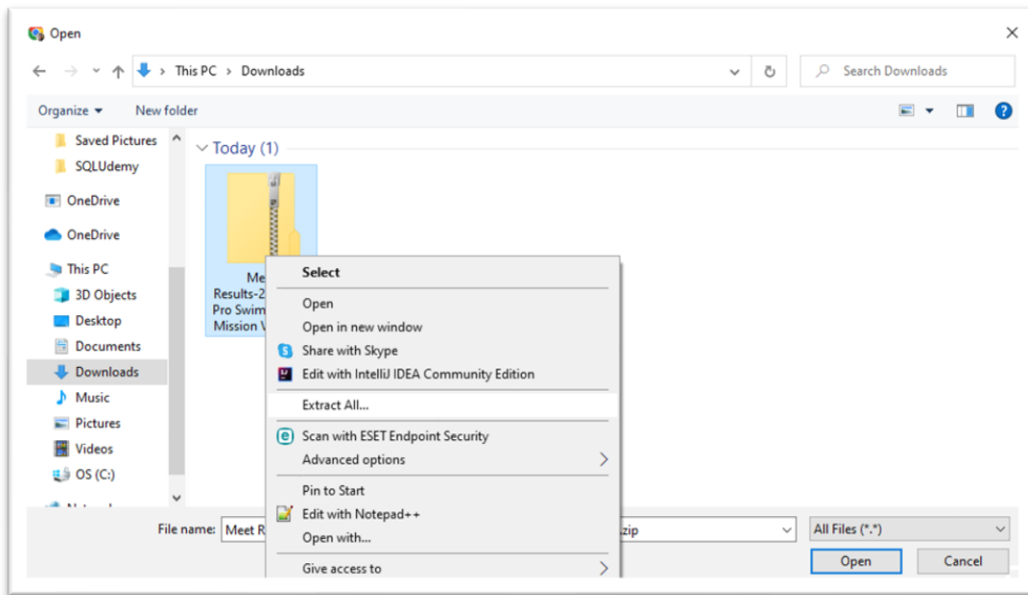 Open
This PC > Downloads
Search Downloads
Organize
New folder
Saved Pictures
SQLUdemy
OneDrive
OneDrive
This PC
3D Objects
Desktop
Documents
Downloads
Music
Pictures
Videos
OS (C:)
Today (1)
Me
Results-2
Pro Swim
Mission V
Select
Open
Open in new window
Share with Skype
Edit with IntelliJ IDEA Community Edition
Extract All...
Scan with ESET Endpoint Security
Advanced options
Pin to Start
Edit with Notepad++
Open with...
Give access to
File name: Meet R .zip
All Files (*.*)
Open Cancel